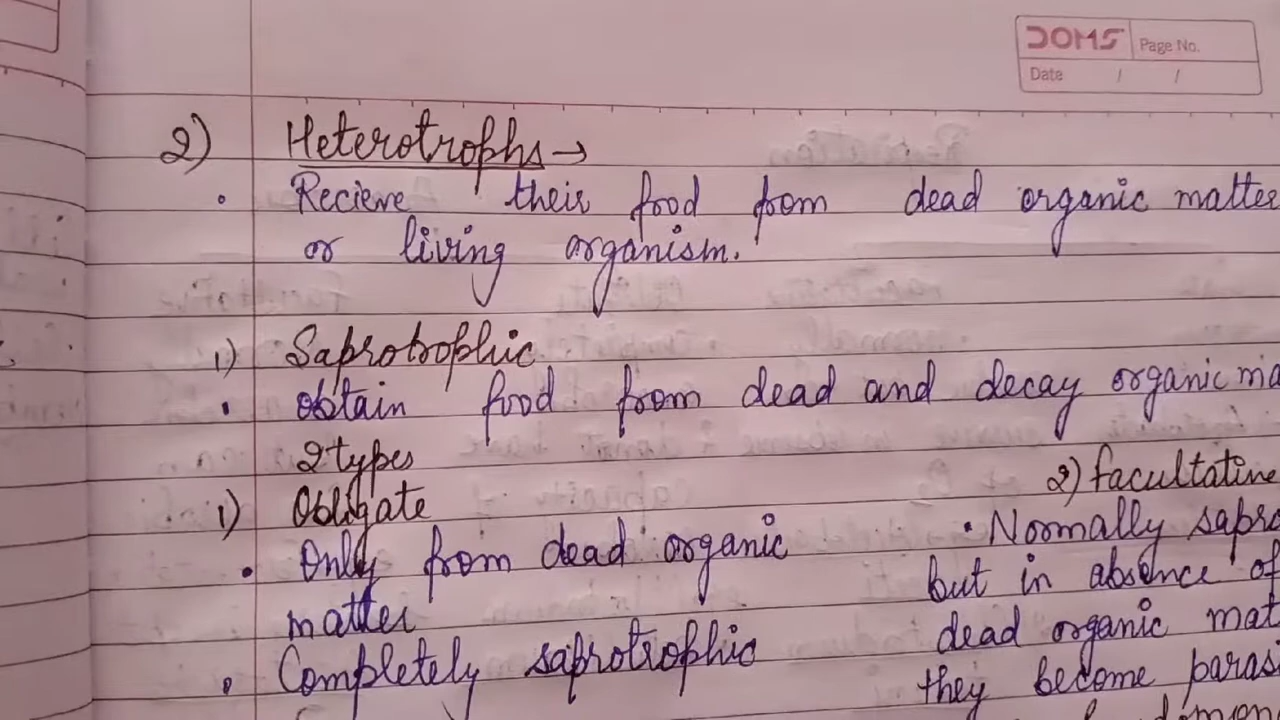 DOMS
Page No.
Date / /
2) Heterotrophs →
• Recieve their food from dead organic matter
or living organism.
1) Saprotrophic
• obtain food from dead and decay organic ma
2 types
1) Obligate
2) facultative
• Only from dead organic
matter
• Completely saprotrophic
• Normally sapro
but in absence of
dead organic mat
they become paras